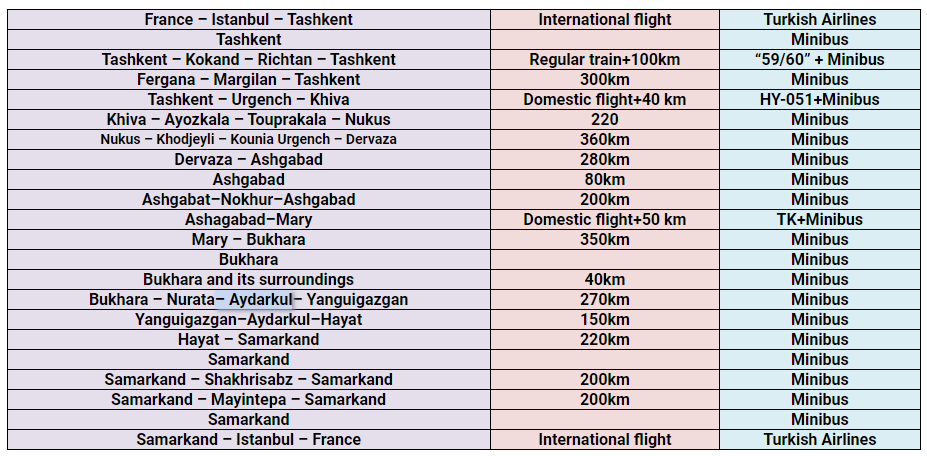 France – Istanbul – Tashkent International flight Turkish Airlines
Tashkent Minibus
Tashkent – Kokand – Richtan – Tashkent Regular train+100km “59/60” + Minibus
Fergana – Margilan – Tashkent 300km Minibus
Tashkent – Urgench – Khiva Domestic flight+40 km HY-051+Minibus
Khiva – Ayozkala – Touprakala – Nukus 220 Minibus
Nukus – Khodjeyli – Kounia Urgench – Dervaza 360km Minibus
Dervaza – Ashgabad 280km Minibus
Ashgabad 80km Minibus
Ashgabat–Nokhur–Ashgabad 200km Minibus
Ashagabad–Mary Domestic flight+50 km TK+Minibus
Mary – Bukhara 350km Minibus
Bukhara Minibus
Bukhara and its surroundings 40km Minibus
Bukhara – Nurata– Aydarkul– Yanguigazgan 270km Minibus
Yanguigazgan–Aydarkul–Hayat 150km Minibus
Hayat – Samarkand 220km Minibus
Samarkand Minibus
Samarkand – Shakhrisabz – Samarkand 200km Minibus
Samarkand – Mayintepa – Samarkand 200km Minibus
Samarkand Minibus
Samarkand – Istanbul – France International flight Turkish Airlines